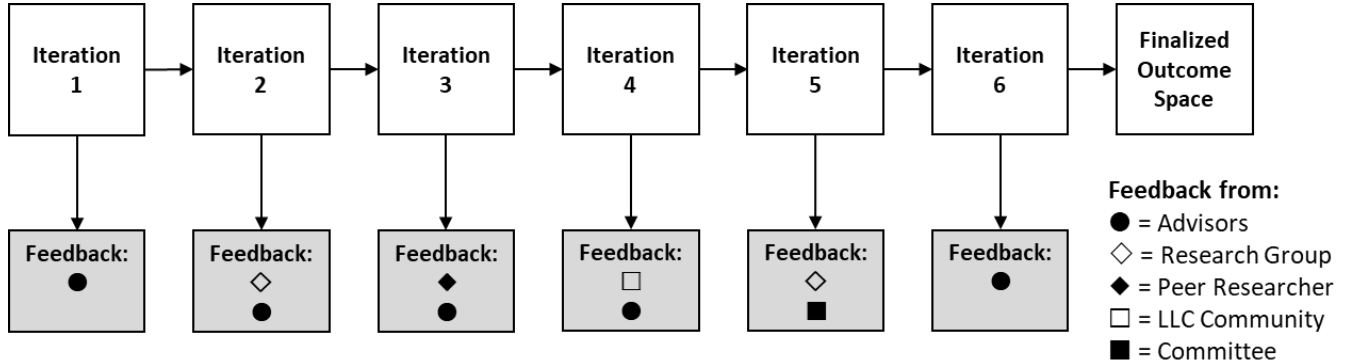 Iteration
1
Iteration
2
Iteration
3
Iteration
4
Iteration
5
Iteration
6
Finalized
Outcome
Space
Feedback:
●
Feedback:
◇
●
Feedback:
◆
●
Feedback:
□
●
Feedback:
◇
■
Feedback:
●
Feedback from:
● = Advisors
◇ = Research Group
◆ = Peer Researcher
□ = LLC Community
■ = Committee